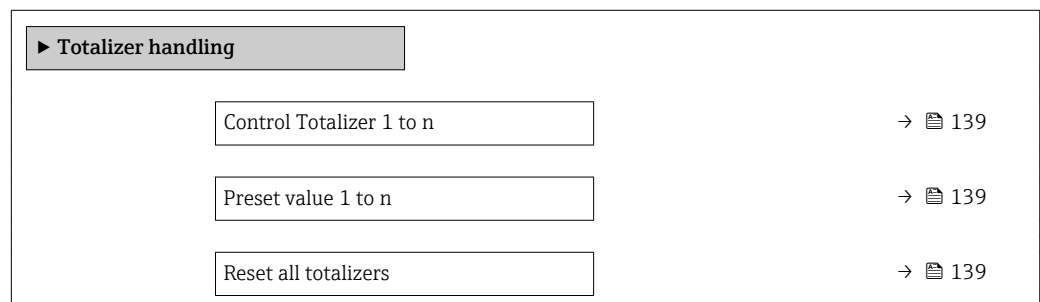 ► Totalizer handling
Control Totalizer 1 to n → 139
Preset value 1 to n → 139
Reset all totalizers → 139